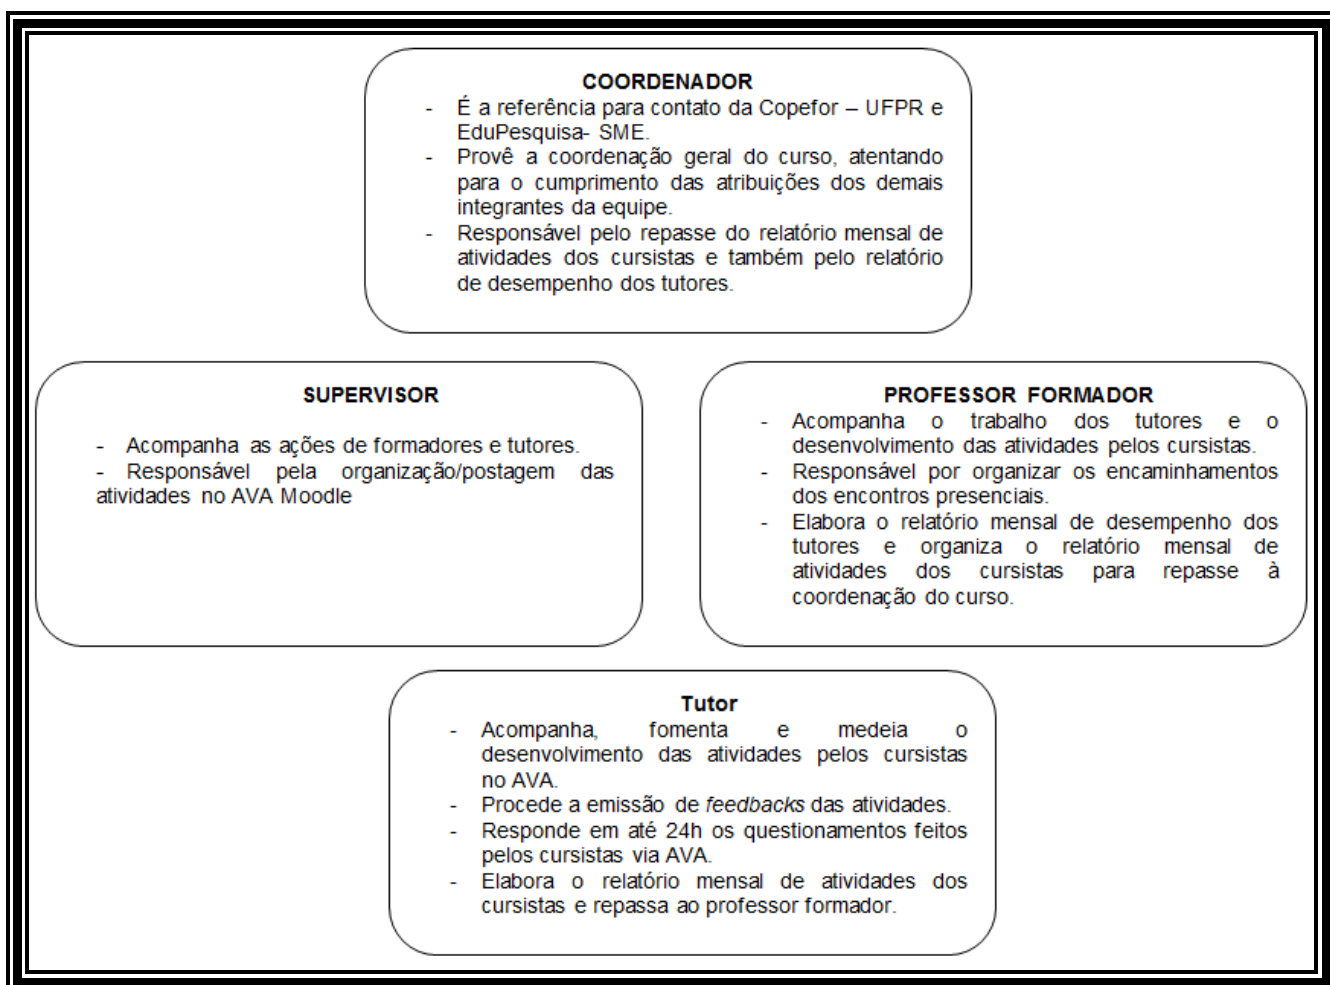 COORDENADOR
- É a referência para contato da Copefor – UFPR e
EduPesquisa- SME.
- Provê a coordenação geral do curso, atentando
para o cumprimento das atribuições dos demais
integrantes da equipe.
- Responsável pelo repasse do relatório mensal de
atividades dos cursistas e também pelo relatório
de desempenho dos tutores.
SUPERVISOR
- Acompanha as ações de formadores e tutores.
- Responsável pela organização/postagem das
atividades no AVA Moodle
PROFESSOR FORMADOR
- Acompanha o trabalho dos tutores e o
desenvolvimento das atividades pelos cursistas.
- Responsável por organizar os encaminhamentos
dos encontros presenciais.
- Elabora o relatório mensal de desempenho dos
tutores e organiza o relatório mensal de
atividades dos cursistas para repasse à
coordenação do curso.
Tutor
- Acompanha, fomenta e medeia o
desenvolvimento das atividades pelos cursistas
no AVA.
- Procede a emissão de feedbacks das atividades.
- Responde em até 24h os questionamentos feitos
pelos cursistas via AVA.
- Elabora o relatório mensal de atividades dos
cursistas e repassa ao professor formador.